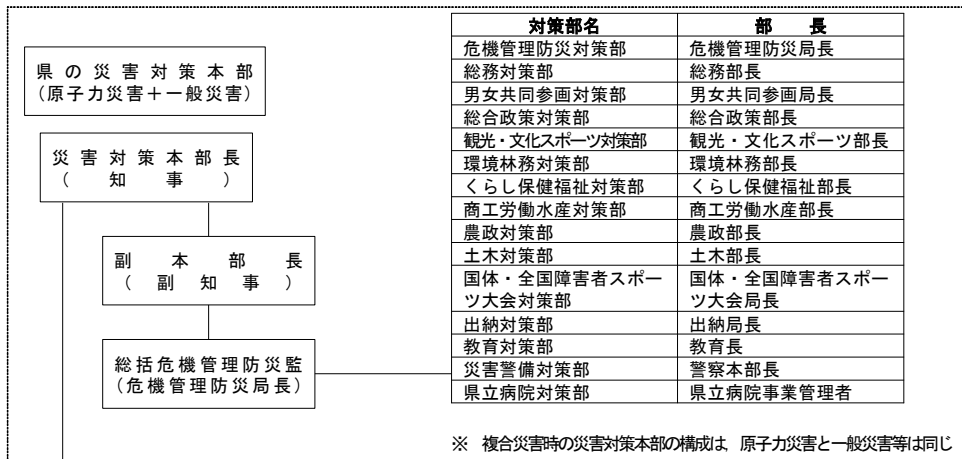 県の災害対策本部
（原子力災害＋一般災害）
災害対策本部長
（知事）
副本部長
（副知事）
総括危機管理防災監
（危機管理防災局長）
対策部名 部　長
危機管理防災対策部 危機管理防災局長
総務対策部 総務部長
男女共同参画対策部 男女共同参画局長
総合政策対策部 総合政策部長
観光・文化スポーツ対策部 観光・文化スポーツ部長
環境林務対策部 環境林務部長
くらし保健福祉対策部 くらし保健福祉部長
商工労働水産対策部 商工労働水産部長
農政対策部 農政部長
土木対策部 土木部長
国体・全国障害者スポー 国体・全国障害者スポー
ツ大会対策部 ツ大会局長
出納対策部 出納局長
教育対策部 教育長
災害警備対策部 警察本部長
県立病院対策部 県立病院事業管理者
※　複合災害時の災害対策本部の構成は、原子力災害と一般災害等は同じ